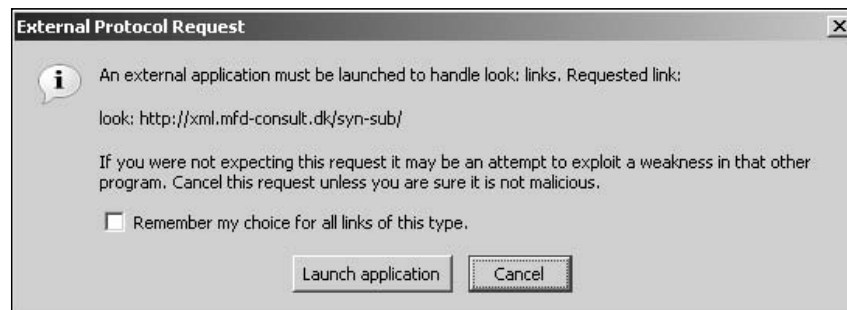 External Protocol Request
An external application must be launched to handle look: links. Requested link:
look: http://xml.mfd-consult.dk/syn-sub/
If you were not expecting this request it may be an attempt to exploit a weakness in that other
program. Cancel this request unless you are sure it is not malicious.
Remember my choice for all links of this type.
Launch application Cancel